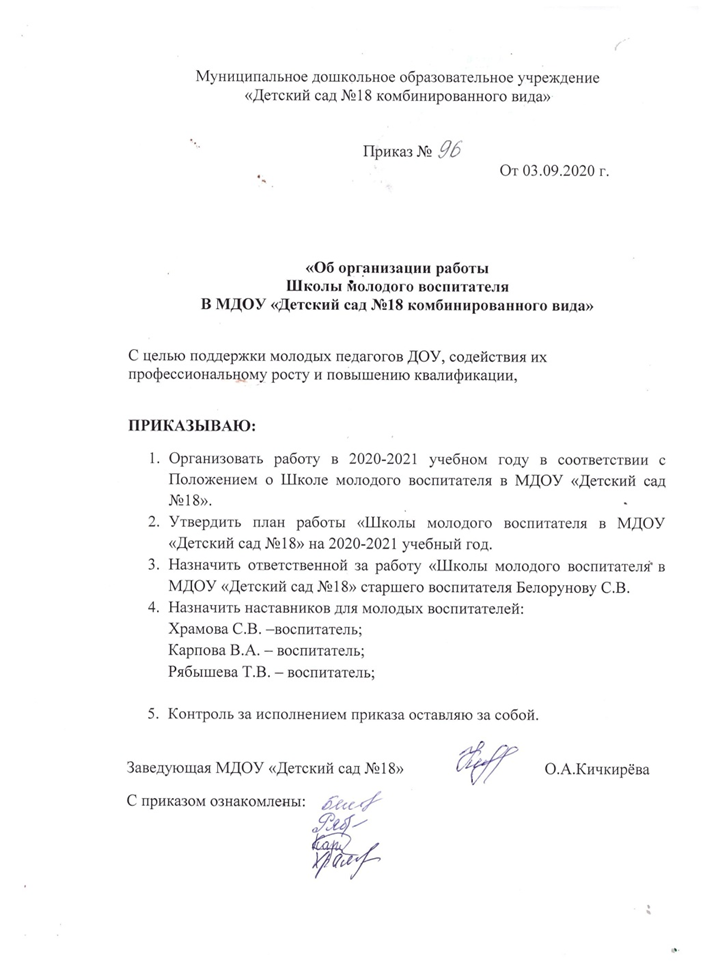 Муниципальное дошкольное образовательное учреждение
«Детский сад №18 комбинированного вида»
Приказ № 96
От 03.09.2020 г.
«Об организации работы
Школы молодого воспитателя
В МДОУ «Детский сад №18 комбинированного вида»
С целью поддержки молодых педагогов ДОУ, содействия их
профессиональному росту и повышению квалификации,
ПРИКАЗЫВАЮ:
1. Организовать работу в 2020-2021 учебном году в соответствии с
Положением о Школе молодого воспитателя в МДОУ «Детский сад
№18».
2. Утвердить план работы «Школы молодого воспитателя в МДОУ
«Детский сад №18» на 2020-2021 учебный год.
3. Назначить ответственной за работу «Школы молодого воспитателя в
МДОУ «Детский сад №18» старшего воспитателя Белорунову С.В.
4. Назначить наставников для молодых воспитателей:
Храмова С.В. –воспитатель;
Карпова В.А. – воспитатель;
Рябышева Т.В. – воспитатель;
5. Контроль за исполнением приказа оставляю за собой.
Заведующая МДОУ «Детский сад №18» О.А.Кичкирёва
С приказом ознакомлены: